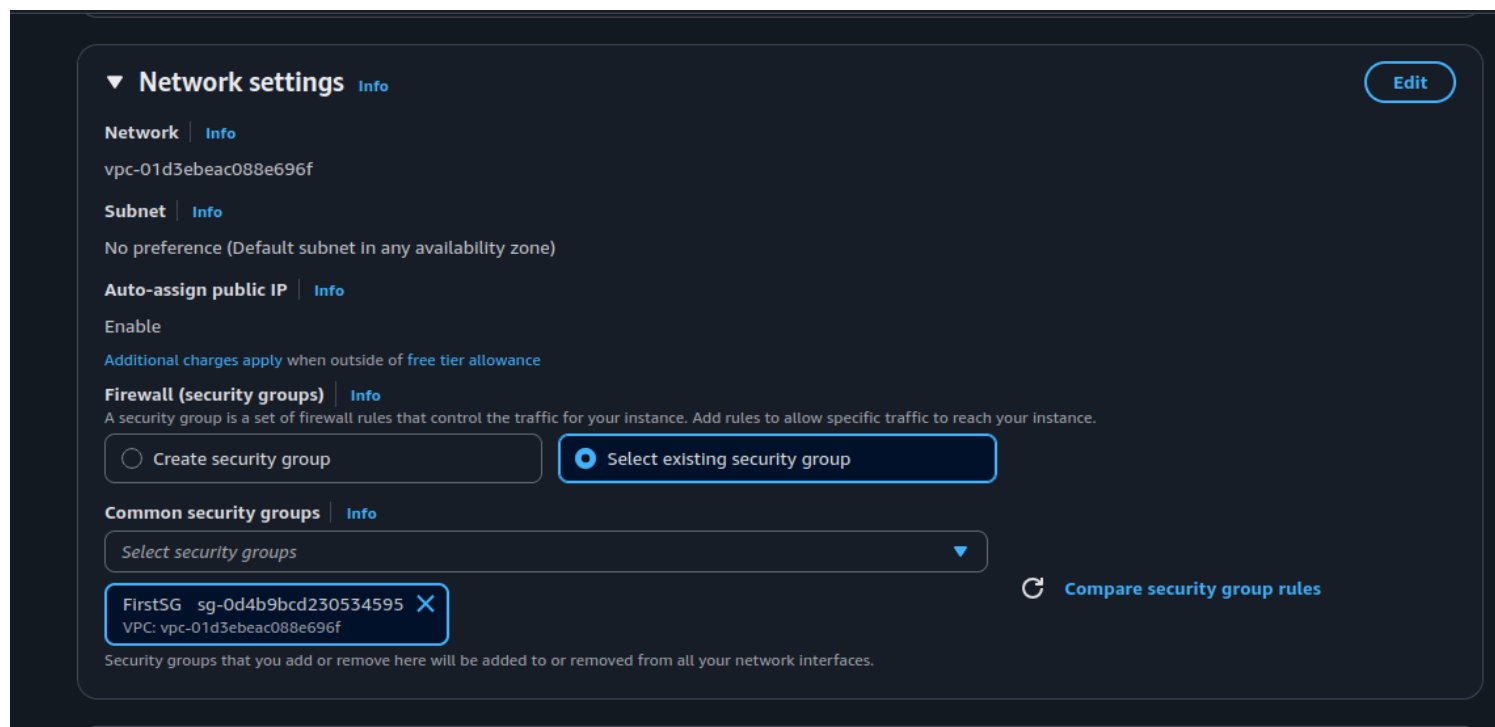 Network settings Info
Edit
Network Info
vpc-01d3ebeac088e696f
Subnet Info
No preference (Default subnet in any availability zone)
Auto-assign public IP Info
Enable
Additional charges apply when outside of free tier allowance
Firewall (security groups) Info
A security group is a set of firewall rules that control the traffic for your instance. Add rules to allow specific traffic to reach your instance.
Create security group
Select existing security group
Common security groups Info
Select security groups
FirstSG sg-0d4b9bcd230534595
VPC: vpc-01d3ebeac088e696f
Compare security group rules
Security groups that you add or remove here will be added to or removed from all your network interfaces.